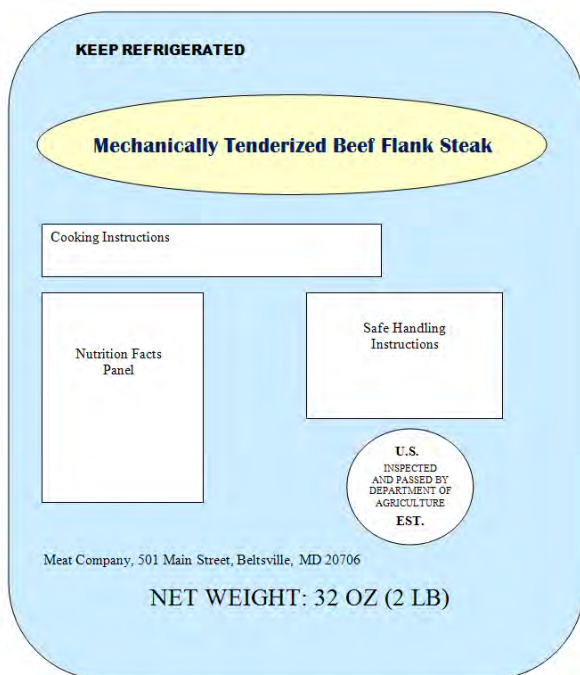 KEEP REFRIGERATED
Mechanically Tenderized Beef Flank Steak
Cooking Instructions
Nutrition Facts
Panel
Safe Handling
Instructions
U.S.
INSPECTED
AND PASSED BY
DEPARTMENT OF
AGRICULTURE
EST.
Meat Company, 501 Main Street, Beltsville, MD 20706
NET WEIGHT: 32 OZ (2 LB)